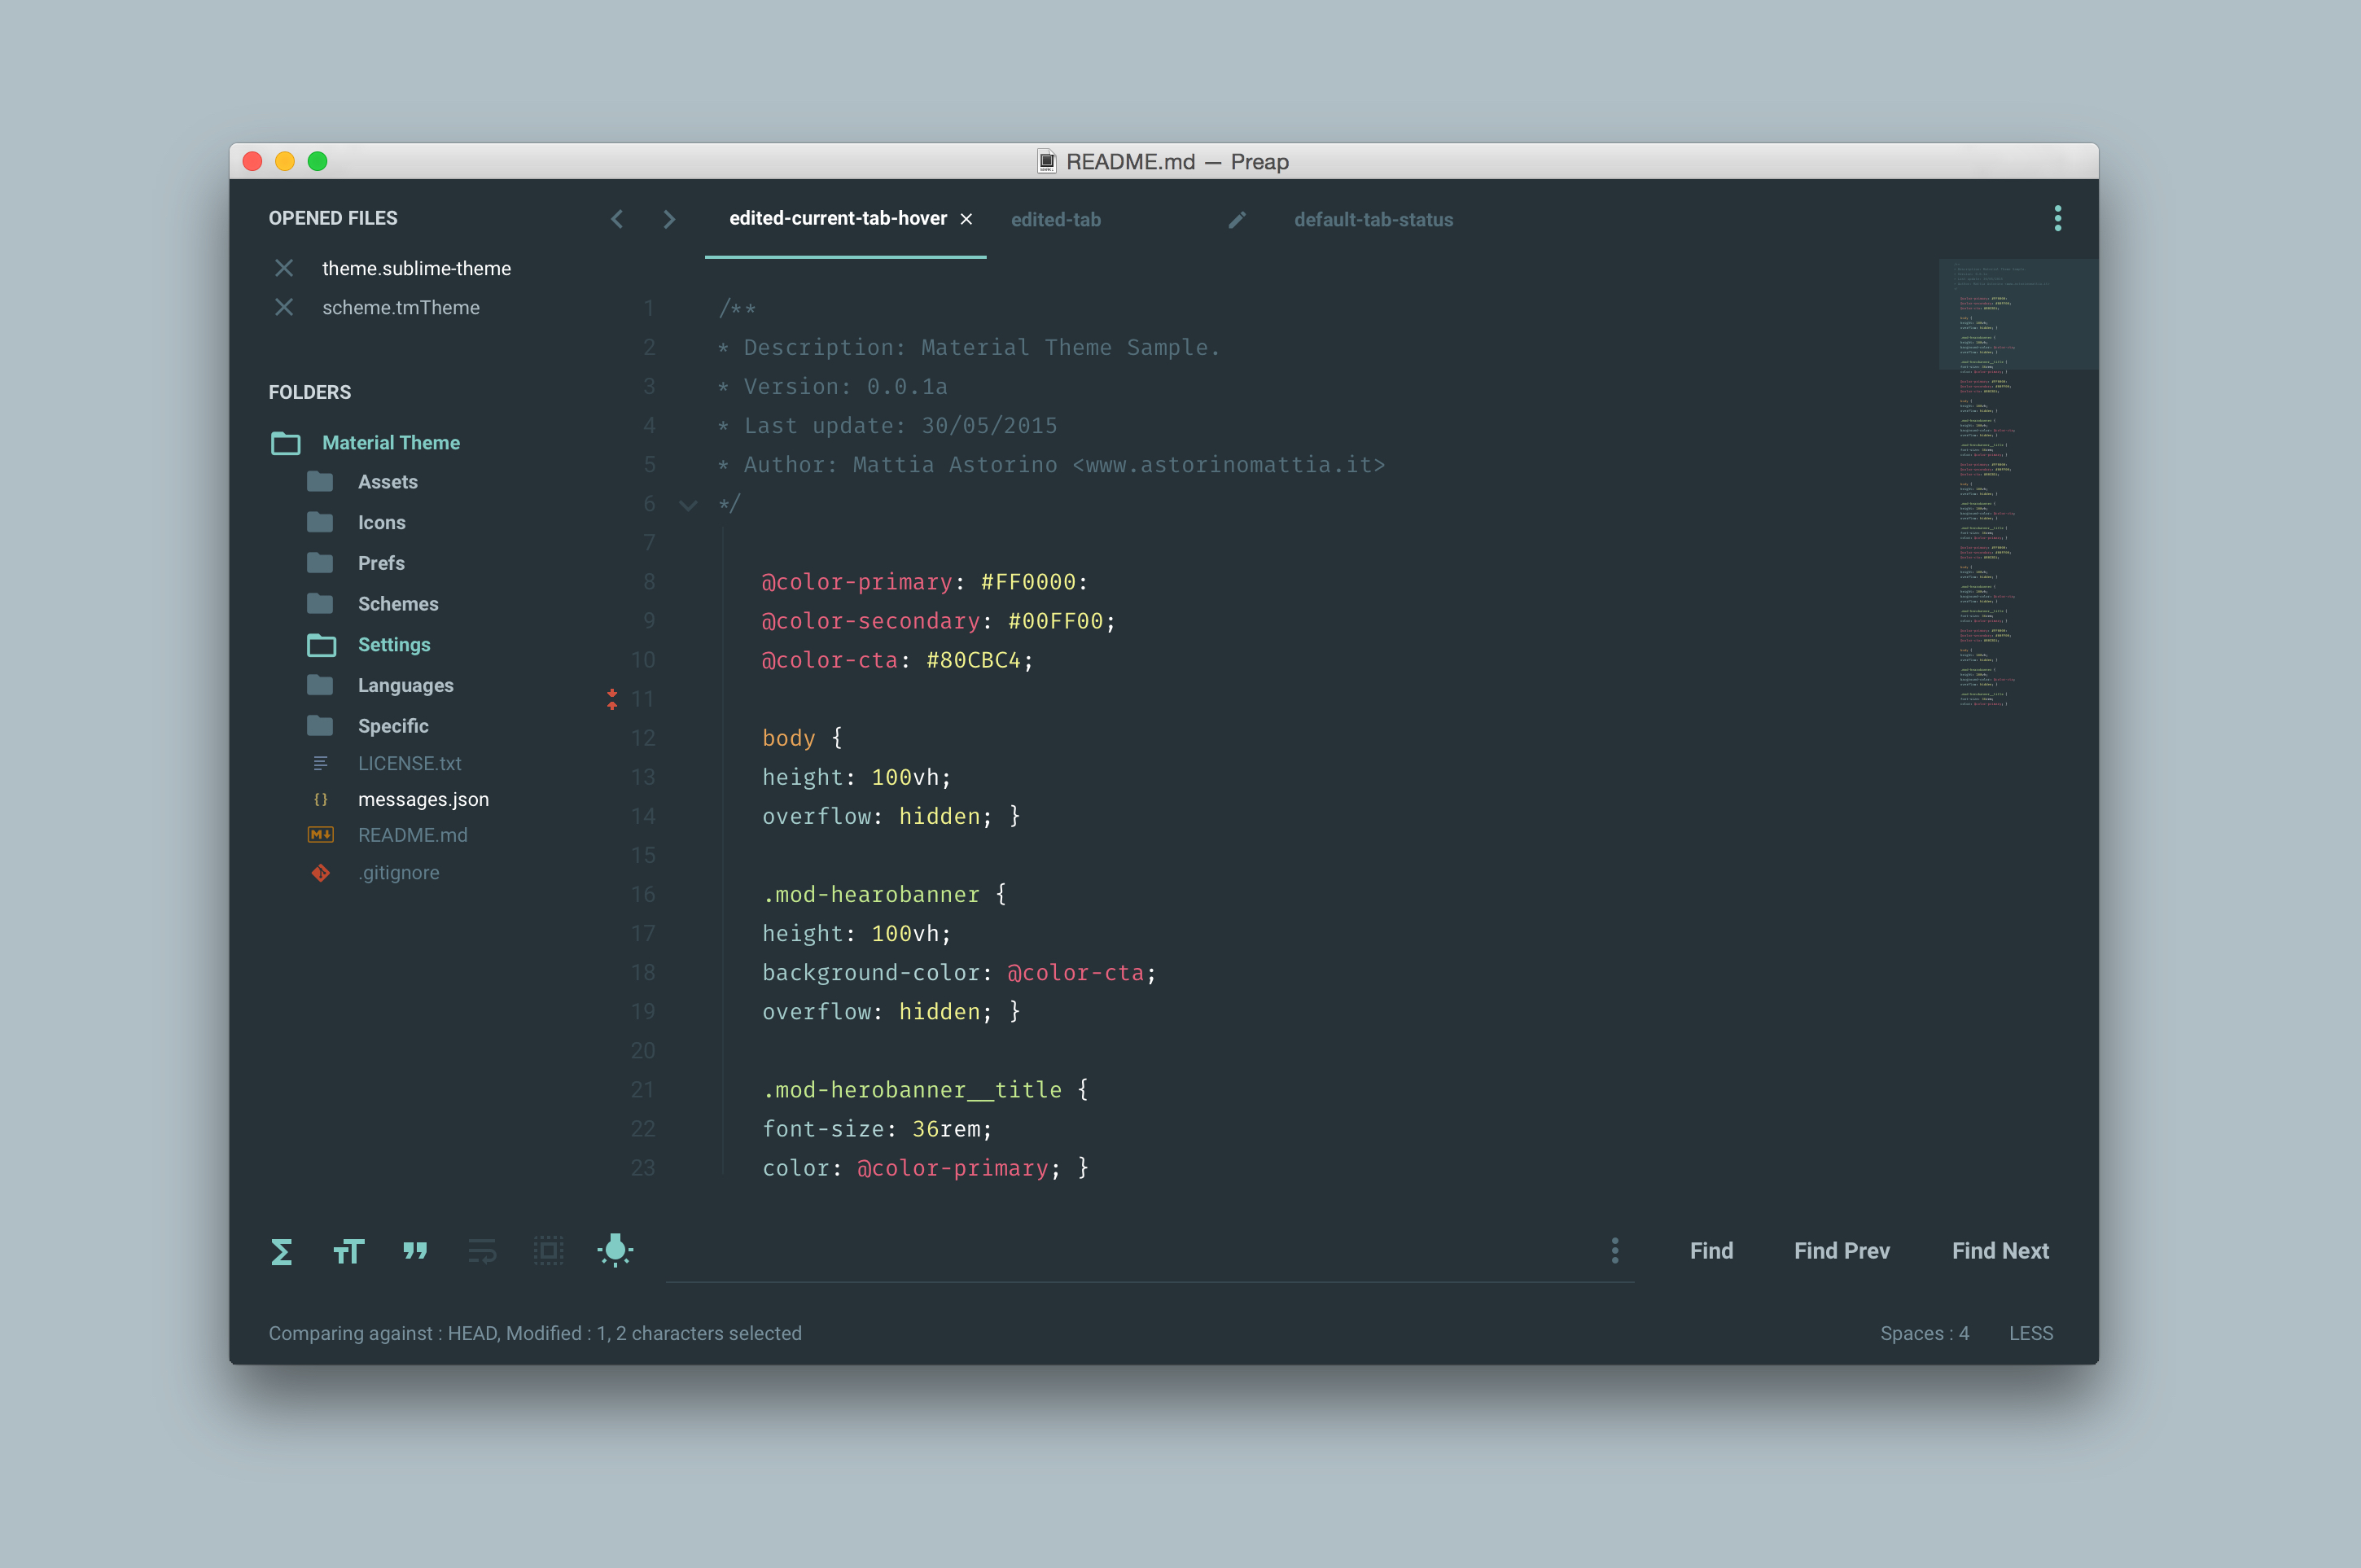 README.md — Preap
OPENED FILES
theme.sublime-theme
scheme.tmTheme
FOLDERS
Material Theme
Assets
Icons
Prefs
Schemes
Settings
Languages
Specific
LICENSE.txt
{ } messages.json
M README.md
.gitignore
edited-current-tab-hover
edited-tab
default-tab-status
1 /**
2 * Description: Material Theme Sample.
3 * Version: 0.0.1a
4 * Last update: 30/05/2015
5 * Author: Mattia Astorino <www.astorinomattia.it>
6 */
7
8 @color-primary: #FF0000:
9 @color-secondary: #00FF00;
10 @color-cta: #80CBC4;
11
12 body {
13 height: 100vh;
14 overflow: hidden; }
15
16 .mod-hearobanner {
17 height: 100vh;
18 background-color: @color-cta;
19 overflow: hidden; }
20
21 .mod-herobanner__title {
22 font-size: 36rem;
23 color: @color-primary; }
Find
Find Prev
Find Next
Comparing against : HEAD, Modified : 1, 2 characters selected
Spaces : 4
LESS